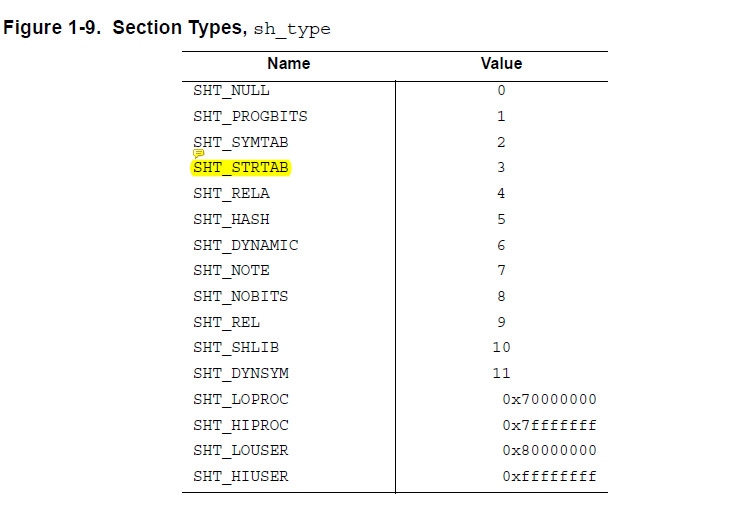 Figure 1-9. Section Types, sh_type
Name Value
SHT_NULL 0
SHT_PROGBITS 1
SHT_SYMTAB 2
SHT_STRTAB 3
SHT_RELA 4
SHT_HASH 5
SHT_DYNAMIC 6
SHT_NOTE 7
SHT_NOBITS 8
SHT_REL 9
SHT_SHLIB 10
SHT_DYNSYM 11
SHT_LOPROC 0x70000000
SHT_HIPROC 0x7fffffff
SHT_LOUSER 0x80000000
SHT_HIUSER 0xffffffff